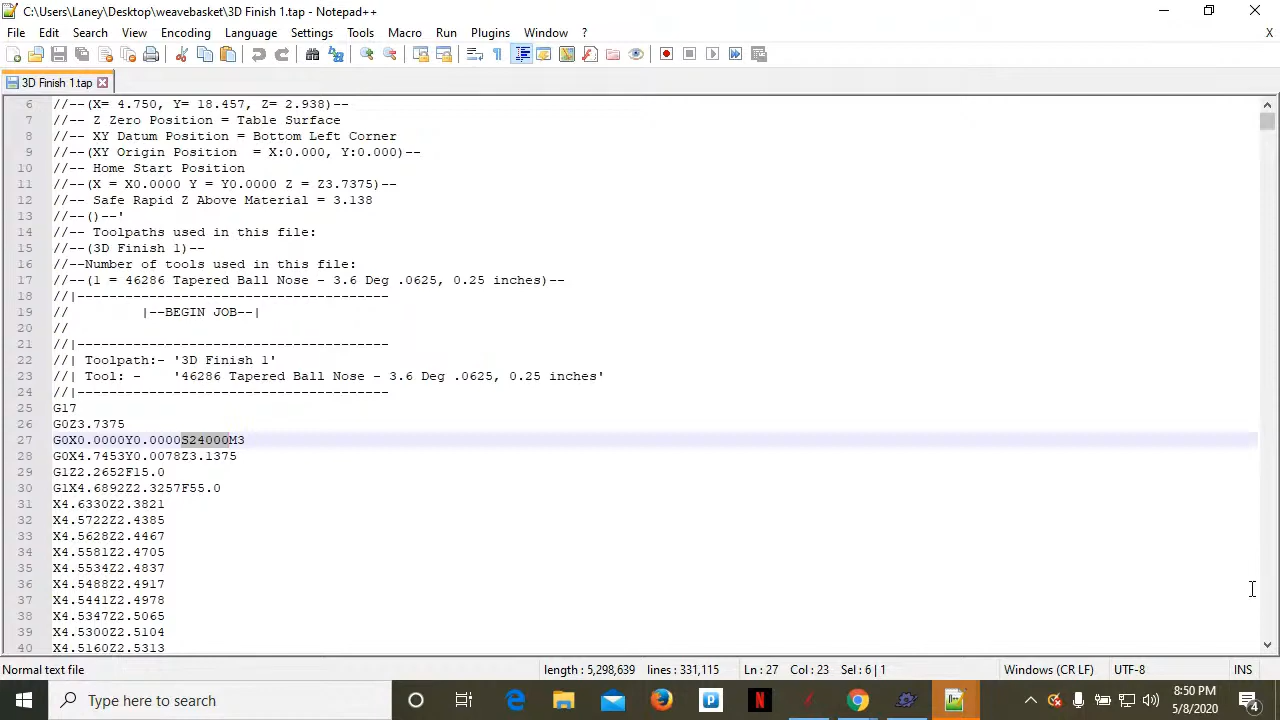 C:\Users\Laney\Desktop\weavebasket\3D Finish 1.tap - Notepad++
File Edit Search View Encoding Language Settings Tools Macro Run Plugins Window ? X
3D Finish 1.tap
6 //--(X= 4.750, Y= 18.457, Z= 2.938)--
7 //-- Z Zero Position = Table Surface
8 //-- XY Datum Position = Bottom Left Corner
9 //--(XY Origin Position  = X:0.000, Y:0.000)--
10 //-- Home Start Position
11 //--(X = X0.0000 Y = Y0.0000 Z = Z3.7375)--
12 //-- Safe Rapid Z Above Material = 3.138
13 //--()--'
14 //-- Toolpaths used in this file:
15 //--(3D Finish 1)--
16 //--Number of tools used in this file:
17 //--(1 = 46286 Tapered Ball Nose - 3.6 Deg .0625, 0.25 inches)--
18 //|---------------------------------------
19 //         |--BEGIN JOB--|
20 //
21 //|---------------------------------------
22 //| Toolpath:- '3D Finish 1'
23 //| Tool: -    '46286 Tapered Ball Nose - 3.6 Deg .0625, 0.25 inches'
24 //|---------------------------------------
25 G17
26 G0Z3.7375
27 G0X0.0000Y0.0000S24000M3
28 G0X4.7453Y0.0078Z3.1375
29 G1Z2.2652F15.0
30 G1X4.6892Z2.3257F55.0
31 X4.6330Z2.3821
32 X4.5722Z2.4385
33 X4.5628Z2.4467
34 X4.5581Z2.4705
35 X4.5534Z2.4837
36 X4.5488Z2.4917
37 X4.5441Z2.4978
38 X4.5347Z2.5065
39 X4.5300Z2.5104
40 X4.5160Z2.5313
Normal text file length : 5,298,639 lines : 331,115 Ln : 27 Col : 23 Sel : 6 | 1 Windows (CR LF) UTF-8 INS
Type here to search
8:50 PM
5/8/2020
4